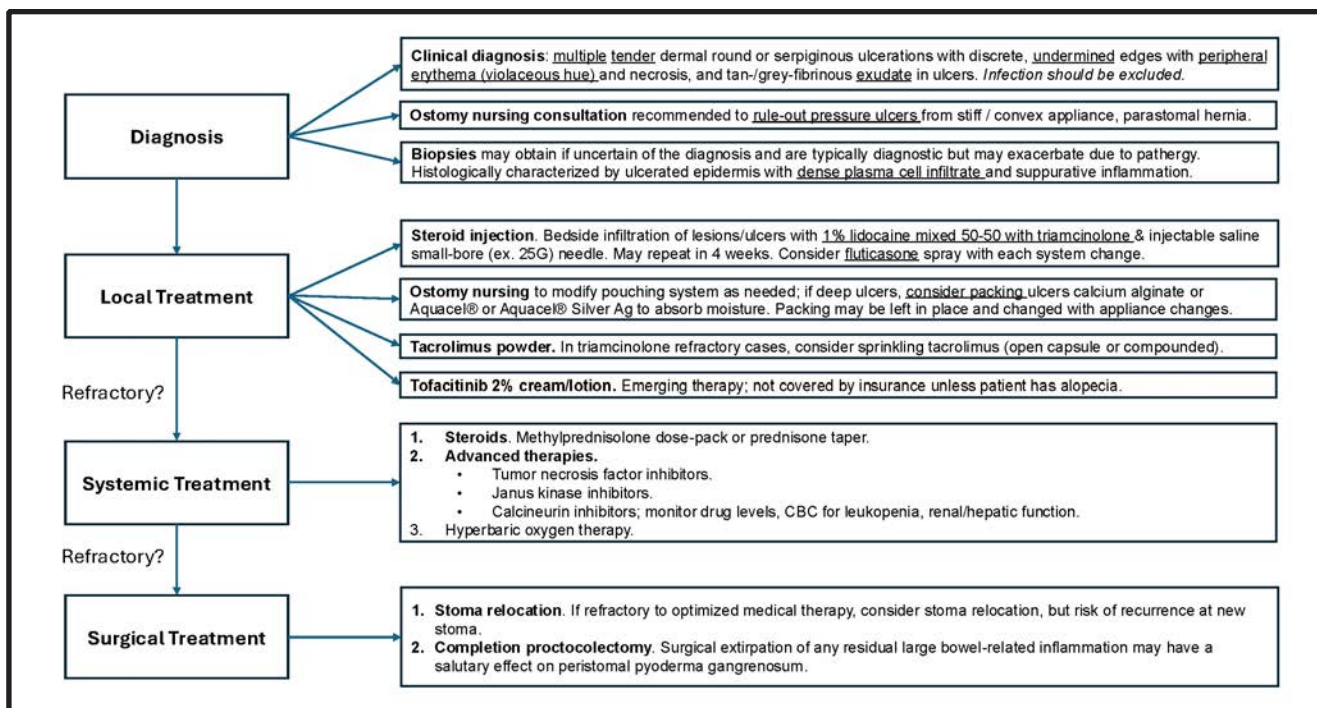 Diagnosis
Clinical diagnosis: multiple tender dermal round or serpiginous ulcerations with discrete, undermined edges with peripheral
erythema (violaceous hue) and necrosis, and tan-/grey-fibrinous exudate in ulcers. Infection should be excluded.
Ostomy nursing consultation recommended to rule-out pressure ulcers from stiff / convex appliance, parastomal hernia.
Biopsies may obtain if uncertain of the diagnosis and are typically diagnostic but may exacerbate due to pathergy.
Histologically characterized by ulcerated epidermis with dense plasma cell infiltrate and suppurative inflammation.
Local Treatment
Steroid injection. Bedside infiltration of lesions/ulcers with 1% lidocaine mixed 50-50 with triamcinolone & injectable saline
small-bore (ex. 25G) needle. May repeat in 4 weeks. Consider fluticasone spray with each system change.
Ostomy nursing to modify pouching system as needed; if deep ulcers, consider packing ulcers calcium alginate or
Aquacel® or Aquacel® Silver Ag to absorb moisture. Packing may be left in place and changed with appliance changes.
Tacrolimus powder. In triamcinolone refractory cases, consider sprinkling tacrolimus (open capsule or compounded).
Tofacitinib 2% cream/lotion. Emerging therapy; not covered by insurance unless patient has alopecia.
Refractory?
Systemic Treatment
1. Steroids. Methylprednisolone dose-pack or prednisone taper.
2. Advanced therapies.
• Tumor necrosis factor inhibitors.
• Janus kinase inhibitors.
• Calcineurin inhibitors; monitor drug levels, CBC for leukopenia, renal/hepatic function.
3. Hyperbaric oxygen therapy.
Refractory?
Surgical Treatment
1. Stoma relocation. If refractory to optimized medical therapy, consider stoma relocation, but risk of recurrence at new
stoma.
2. Completion proctocolectomy. Surgical extirpation of any residual large bowel-related inflammation may have a
salutary effect on peristomal pyoderma gangrenosum.